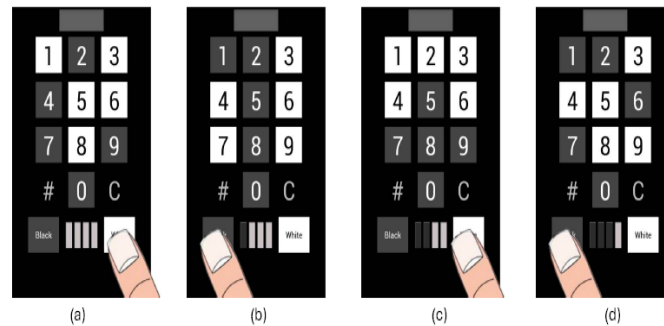 1 2 3 1 2 3 1 2 3 1 2 3
4 5 6 4 5 6 4 5 6 4 5 6
7 8 9 7 8 9 7 8 9 7 8 9
# 0 C # 0 C # 0 C # 0 C
Black White Black White
(a) (b) (c) (d)